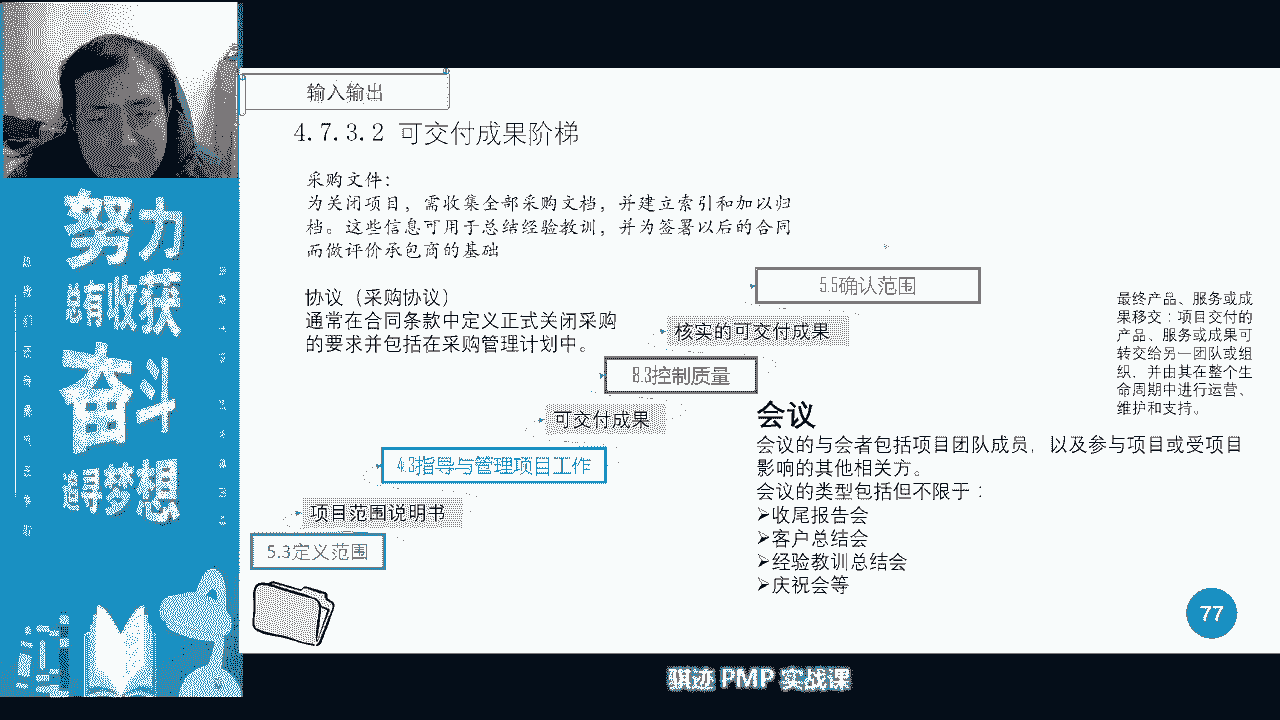 输入输出
4.7.3.2 可交付成果阶梯
采购文件:
为关闭项目，需收集全部采购文档，并建立索引和加以归
档。这些信息可用于总结经验教训，并为签署以后的合同
而做评价承包商的基础
协议（采购协议）
通常在合同条款中定义正式关闭采购
的要求并包括在采购管理计划中。
5.5确认范围
核实的可交付成果
8.3控制质量
可交付成果
4.3指导与管理项目工作
项目范围说明书
5.3定义范围
最终产品、服务或成
果移交：项目交付的
产品、服务或成果可
转交给另一团队或组
织，并由其在整个生
命周期中进行运营、
维护和支持。
会议
会议的与会者包括项目团队成员，以及参与项目或受项目
影响的其他相关方。
会议的类型包括但不限于：
➢收尾报告会
➢客户总结会
➢经验教训总结会
➢庆祝会等
77
努力
总有收获
奋斗
追寻梦想
骐迹 PMP 实战课